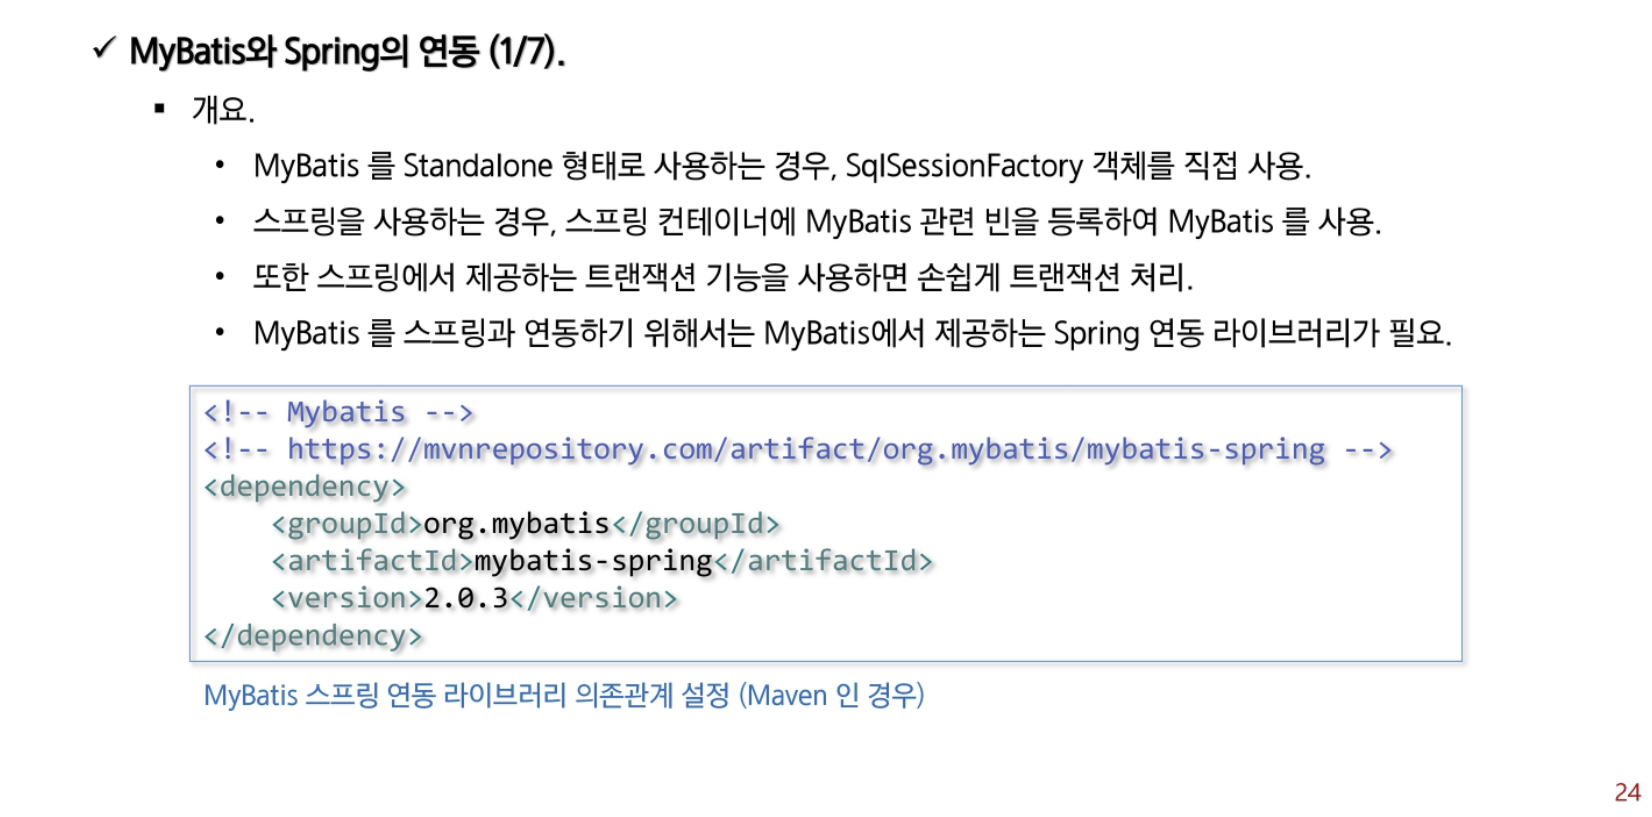 ✓ MyBatis와 Spring의 연동 (1/7).
▪ 개요.
• MyBatis 를 Standalone 형태로 사용하는 경우, SqlSessionFactory 객체를 직접 사용.
• 스프링을 사용하는 경우, 스프링 컨테이너에 MyBatis 관련 빈을 등록하여 MyBatis 를 사용.
• 또한 스프링에서 제공하는 트랜잭션 기능을 사용하면 손쉽게 트랜잭션 처리.
• MyBatis 를 스프링과 연동하기 위해서는 MyBatis에서 제공하는 Spring 연동 라이브러리가 필요.
<!-- Mybatis -->
<!-- https://mvnrepository.com/artifact/org.mybatis/mybatis-spring -->
<dependency>
    <groupId>org.mybatis</groupId>
    <artifactId>mybatis-spring</artifactId>
    <version>2.0.3</version>
</dependency>
MyBatis 스프링 연동 라이브러리 의존관계 설정 (Maven 인 경우)
24